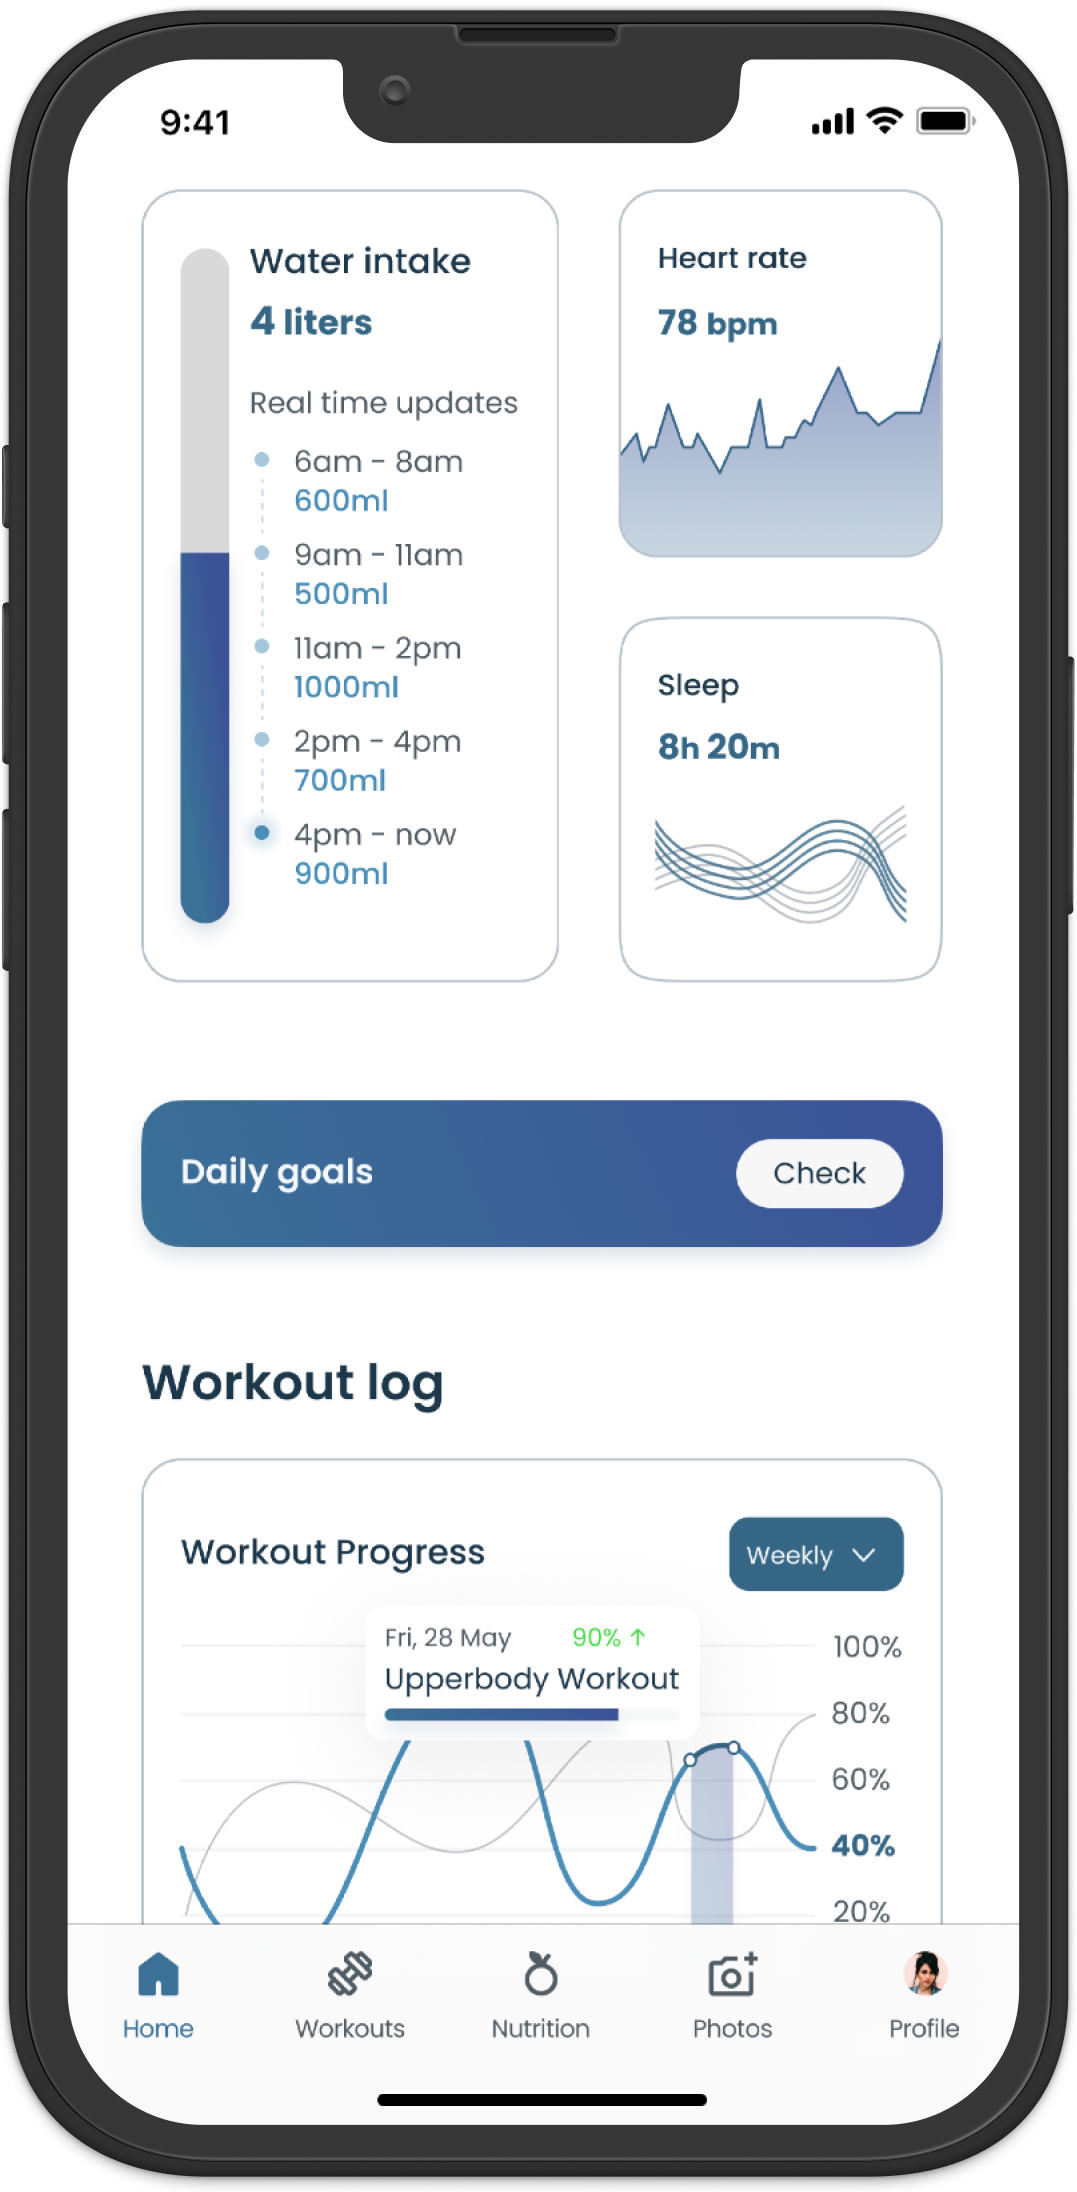 9:41
Water intake
4 liters
Real time updates
6am - 8am
600ml
9am - 11am
500ml
11am - 2pm
1000ml
2pm - 4pm
700ml
4pm - now
900ml
Heart rate
78 bpm
Sleep
8h 20m
Daily goals
Check
Workout log
Workout Progress
Weekly
Fri, 28 May 90% ↑
Upperbody Workout
100%
80%
60%
40%
20%
Home
Workouts
Nutrition
Photos
Profile